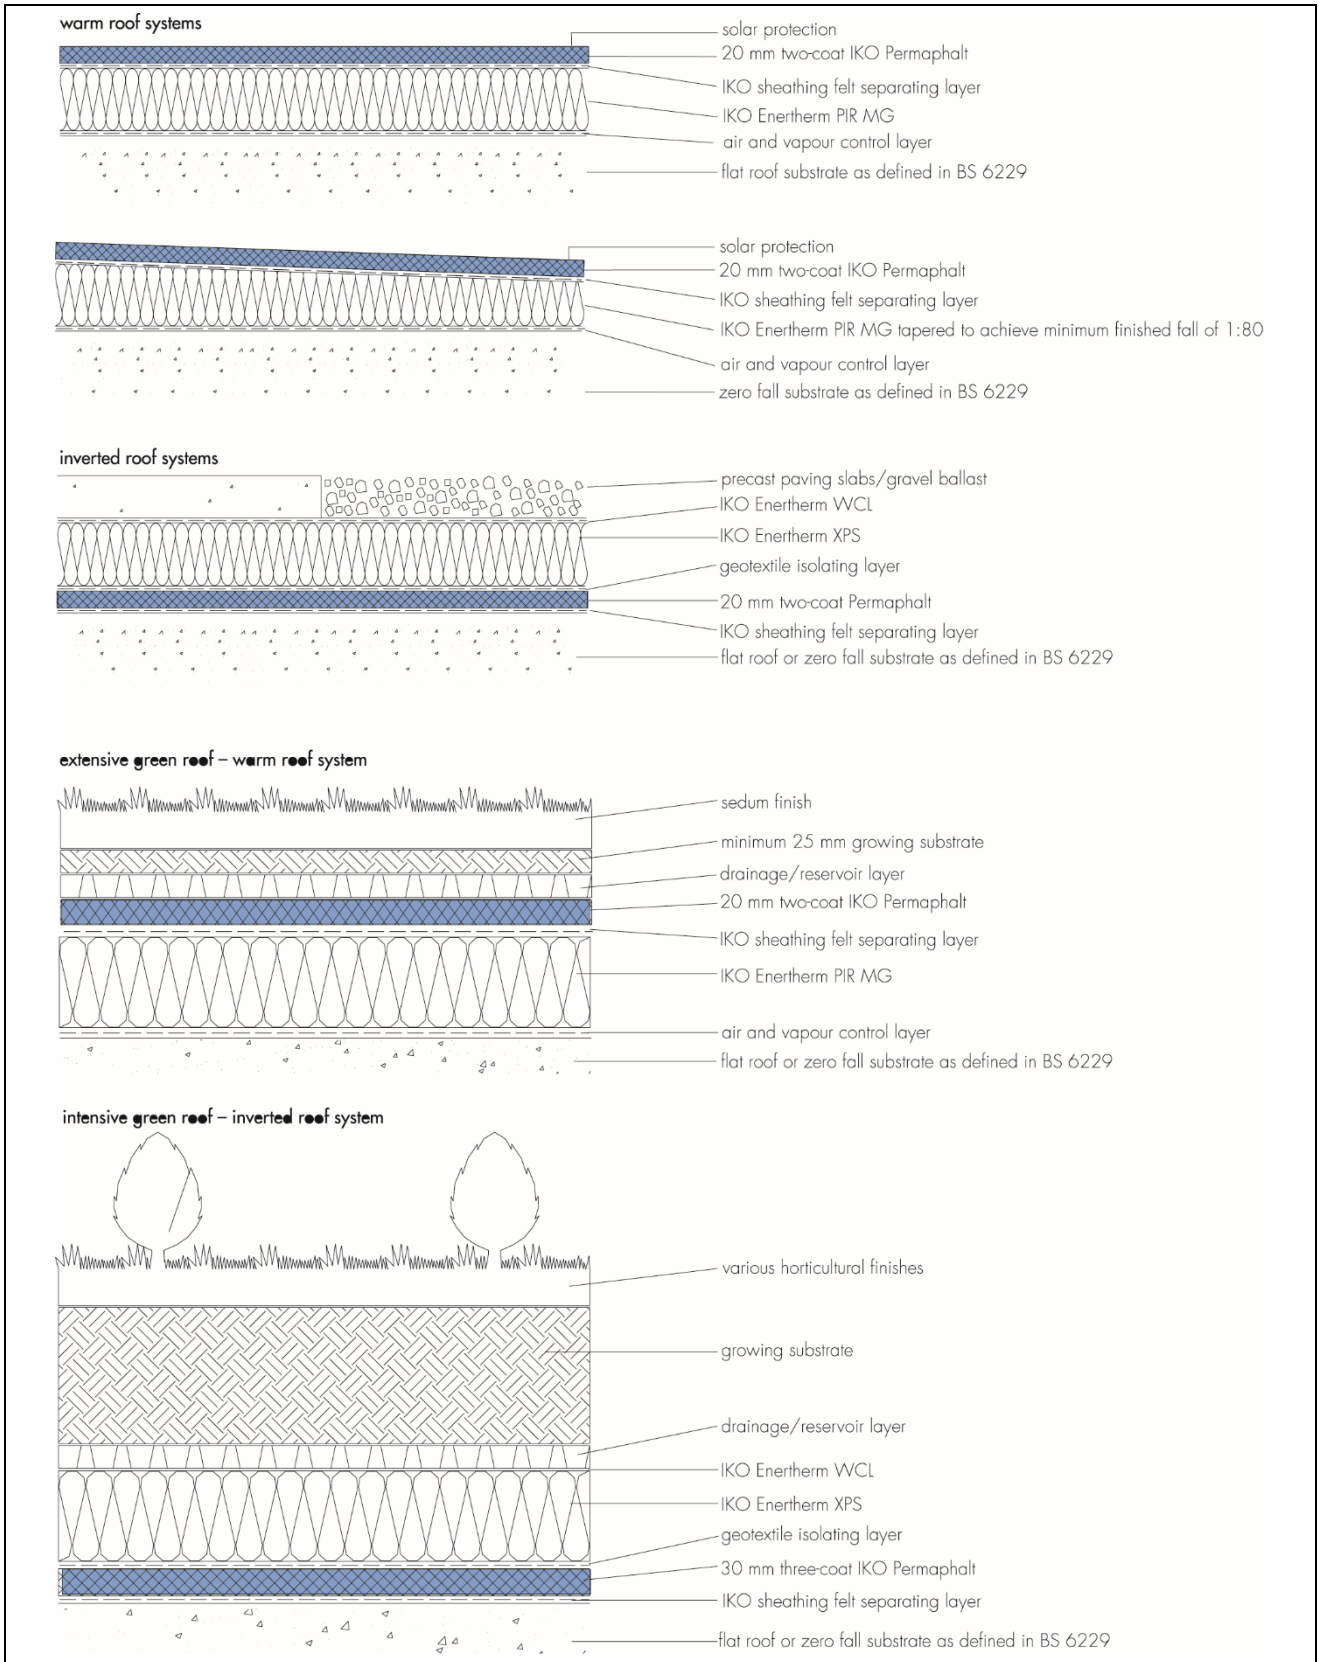 warm roof systems
solar protection
20 mm two-coat IKO Permaphalt
IKO sheathing felt separating layer
IKO Enertherm PIR MG
air and vapour control layer
flat roof substrate as defined in BS 6229
solar protection
20 mm two-coat IKO Permaphalt
IKO sheathing felt separating layer
IKO Enertherm PIR MG tapered to achieve minimum finished fall of 1:80
air and vapour control layer
zero fall substrate as defined in BS 6229
inverted roof systems
precast paving slabs/gravel ballast
IKO Enertherm WCL
IKO Enertherm XPS
geotextile isolating layer
20 mm two-coat Permaphalt
IKO sheathing felt separating layer
flat roof or zero fall substrate as defined in BS 6229
extensive green roof – warm roof system
sedum finish
minimum 25 mm growing substrate
drainage/reservoir layer
20 mm two-coat IKO Permaphalt
IKO sheathing felt separating layer
IKO Enertherm PIR MG
air and vapour control layer
flat roof or zero fall substrate as defined in BS 6229
intensive green roof – inverted roof system
various horticultural finishes
growing substrate
drainage/reservoir layer
IKO Enertherm WCL
IKO Enertherm XPS
geotextile isolating layer
30 mm three-coat IKO Permaphalt
IKO sheathing felt separating layer
flat roof or zero fall substrate as defined in BS 6229